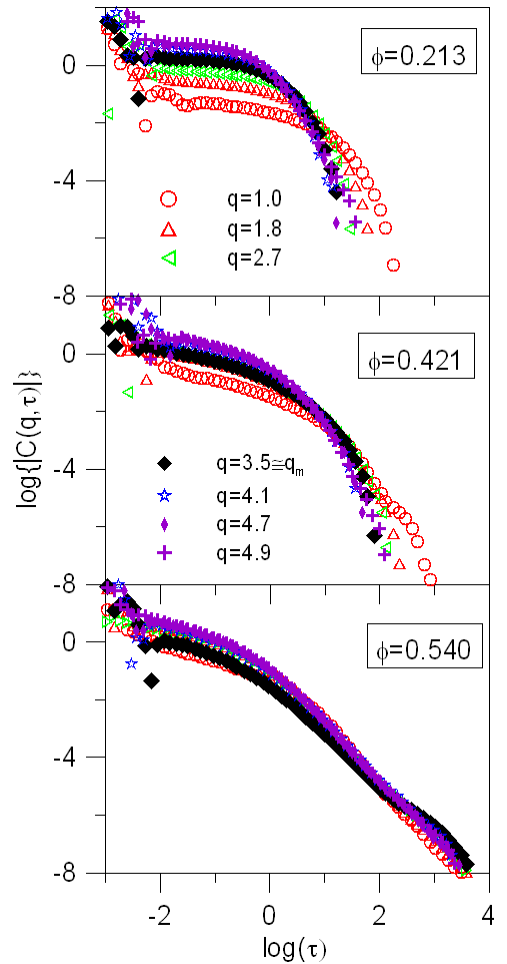 0
-4
-8
ϕ=0.213
q=1.0
q=1.8
q=2.7
0
-4
-8
ϕ=0.421
q=3.5≅qₘ
q=4.1
q=4.7
q=4.9
log{|C(q,τ)|}
0
-4
-8
ϕ=0.540
-2 0 2 4
log(τ)